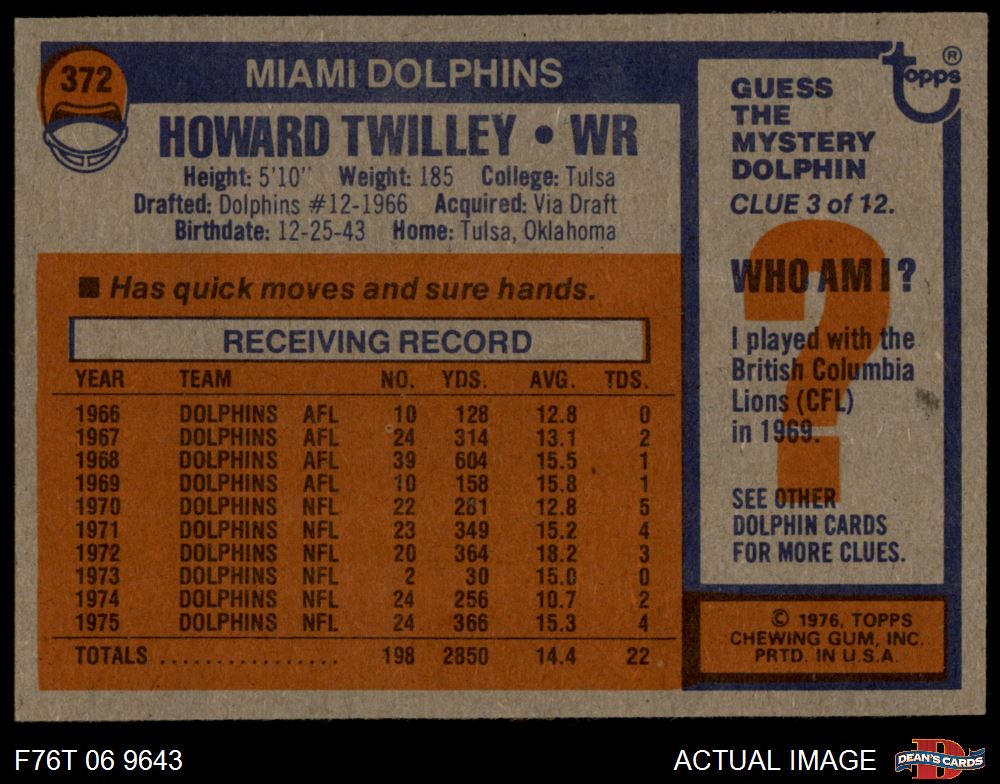 372
MIAMI DOLPHINS
HOWARD TWILLEY • WR
Height: 5'10" Weight: 185 College: Tulsa
Drafted: Dolphins #12-1966 Acquired: Via Draft
Birthdate: 12-25-43 Home: Tulsa, Oklahoma
■ Has quick moves and sure hands.
RECEIVING RECORD
YEAR TEAM NO. YDS. AVG. TDS.
1966 DOLPHINS AFL 10 128 12.8 0
1967 DOLPHINS AFL 24 314 13.1 2
1968 DOLPHINS AFL 39 604 15.5 1
1969 DOLPHINS AFL 10 158 15.8 1
1970 DOLPHINS NFL 22 281 12.8 5
1971 DOLPHINS NFL 23 349 15.2 4
1972 DOLPHINS NFL 20 364 18.2 3
1973 DOLPHINS NFL 2 30 15.0 0
1974 DOLPHINS NFL 24 256 10.7 2
1975 DOLPHINS NFL 24 366 15.3 4
TOTALS ................. 198 2850 14.4 22
topps ®
GUESS
THE
MYSTERY
DOLPHIN
CLUE 3 of 12.
?
WHO AM I?
I played with the
British Columbia
Lions (CFL)
in 1969.
SEE OTHER
DOLPHIN CARDS
FOR MORE CLUES.
© 1976, TOPPS
CHEWING GUM, INC.
PRTD. IN U.S.A.
F76T 06 9643
ACTUAL IMAGE
D
DEAN'S CARDS